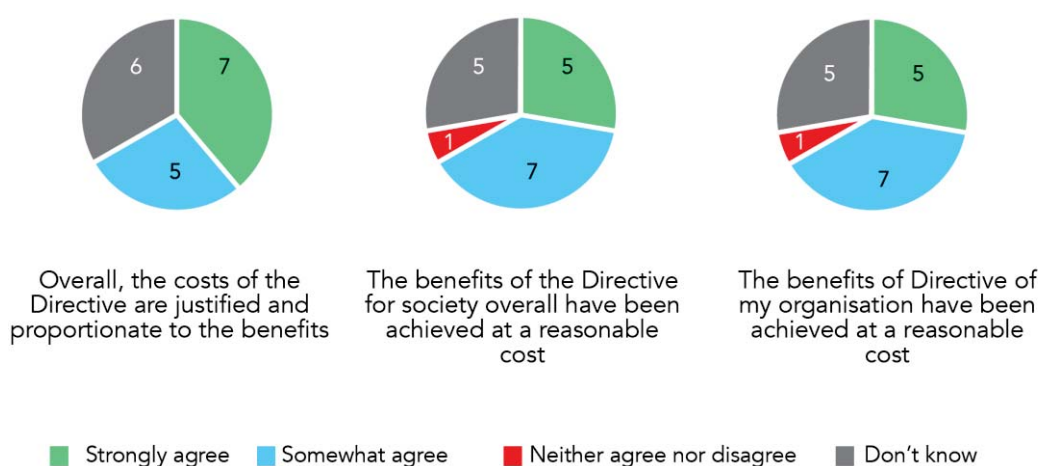 6
7
5
5
5
1
7
5
5
1
7
Overall, the costs of the
Directive are justified and
proportionate to the benefits
The benefits of the Directive
for society overall have been
achieved at a reasonable
cost
The benefits of Directive of
my organisation have been
achieved at a reasonable
cost
Strongly agree
Somewhat agree
Neither agree nor disagree
Don't know